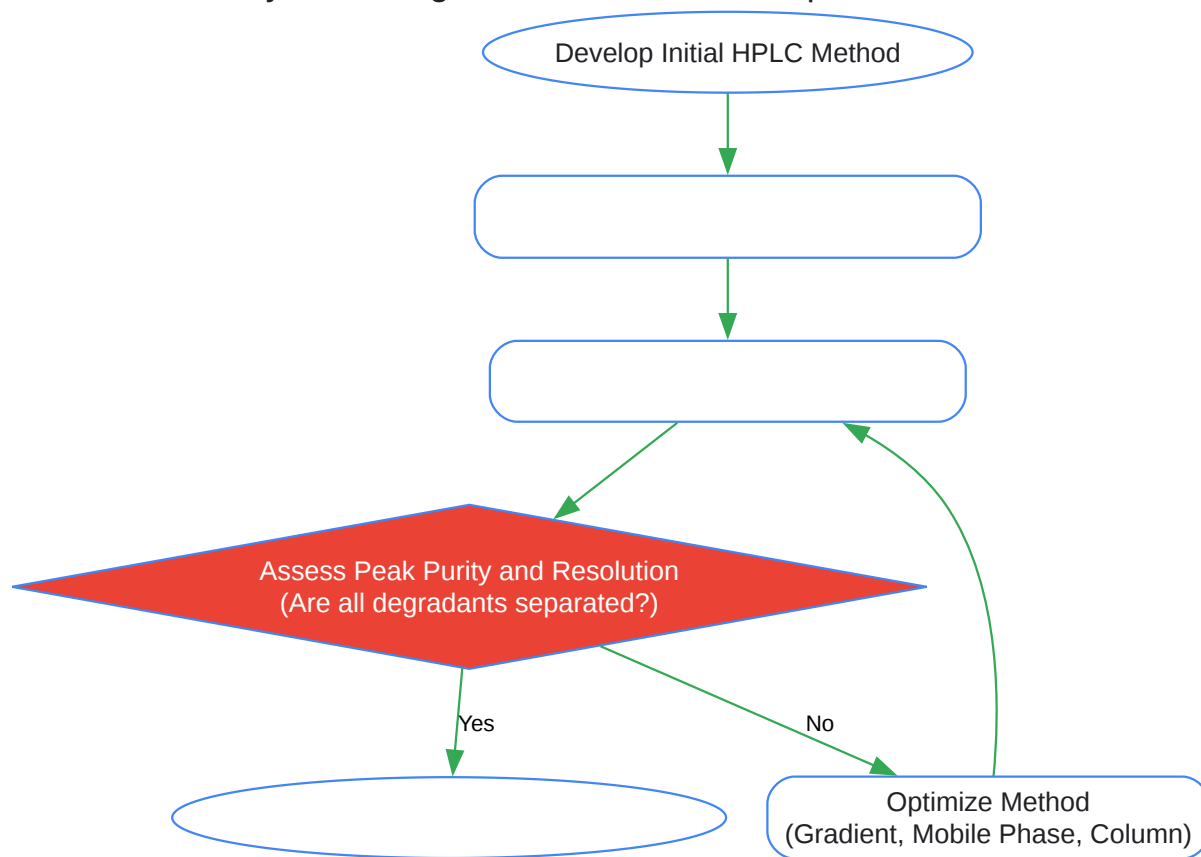 Develop Initial HPLC Method
Assess Peak Purity and Resolution
(Are all degradants separated?)
Yes
No
Optimize Method
(Gradient, Mobile Phase, Column)